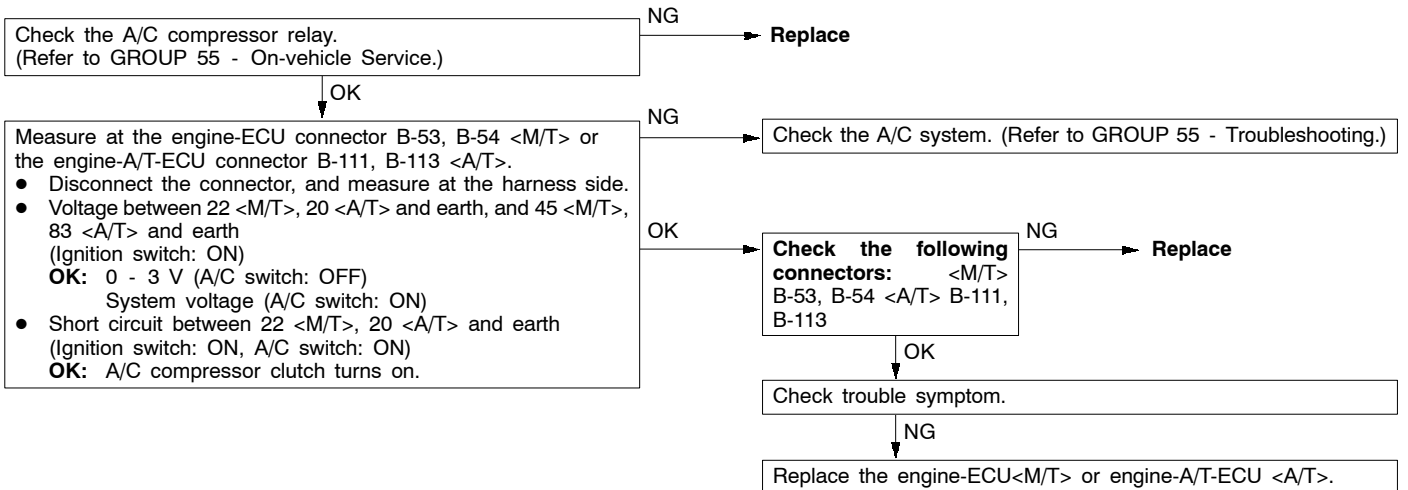 Check the A/C compressor relay.
(Refer to GROUP 55 - On-vehicle Service.)
NG
Replace
OK
Measure at the engine-ECU connector B-53, B-54 <M/T> or
the engine-A/T-ECU connector B-111, B-113 <A/T>.
● Disconnect the connector, and measure at the harness side.
● Voltage between 22 <M/T>, 20 <A/T> and earth, and 45 <M/T>,
83 <A/T> and earth
(Ignition switch: ON)
OK: 0 - 3 V (A/C switch: OFF)
System voltage (A/C switch: ON)
● Short circuit between 22 <M/T>, 20 <A/T> and earth
(Ignition switch: ON, A/C switch: ON)
OK: A/C compressor clutch turns on.
NG
Check the A/C system. (Refer to GROUP 55 - Troubleshooting.)
OK
Check the following
connectors: <M/T>
B-53, B-54 <A/T> B-111,
B-113
NG
Replace
OK
Check trouble symptom.
NG
Replace the engine-ECU<M/T> or engine-A/T-ECU <A/T>.